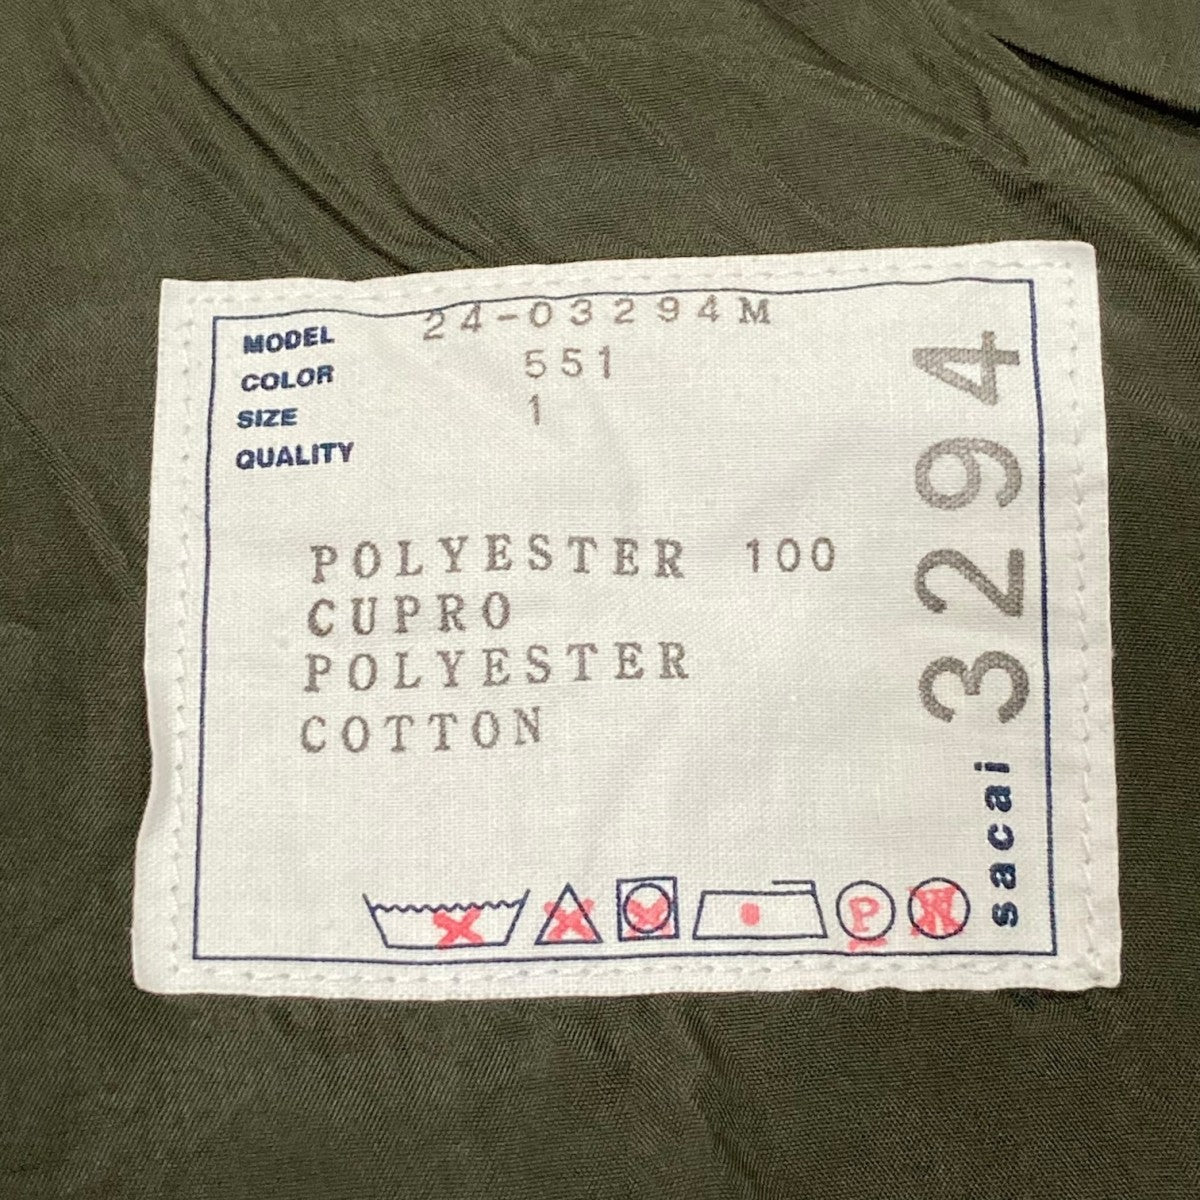 MODEL 24-03294M
COLOR 551
SIZE 1
QUALITY
POLYESTER 100
CUPRO
POLYESTER
COTTON
P
W
sacai 3294